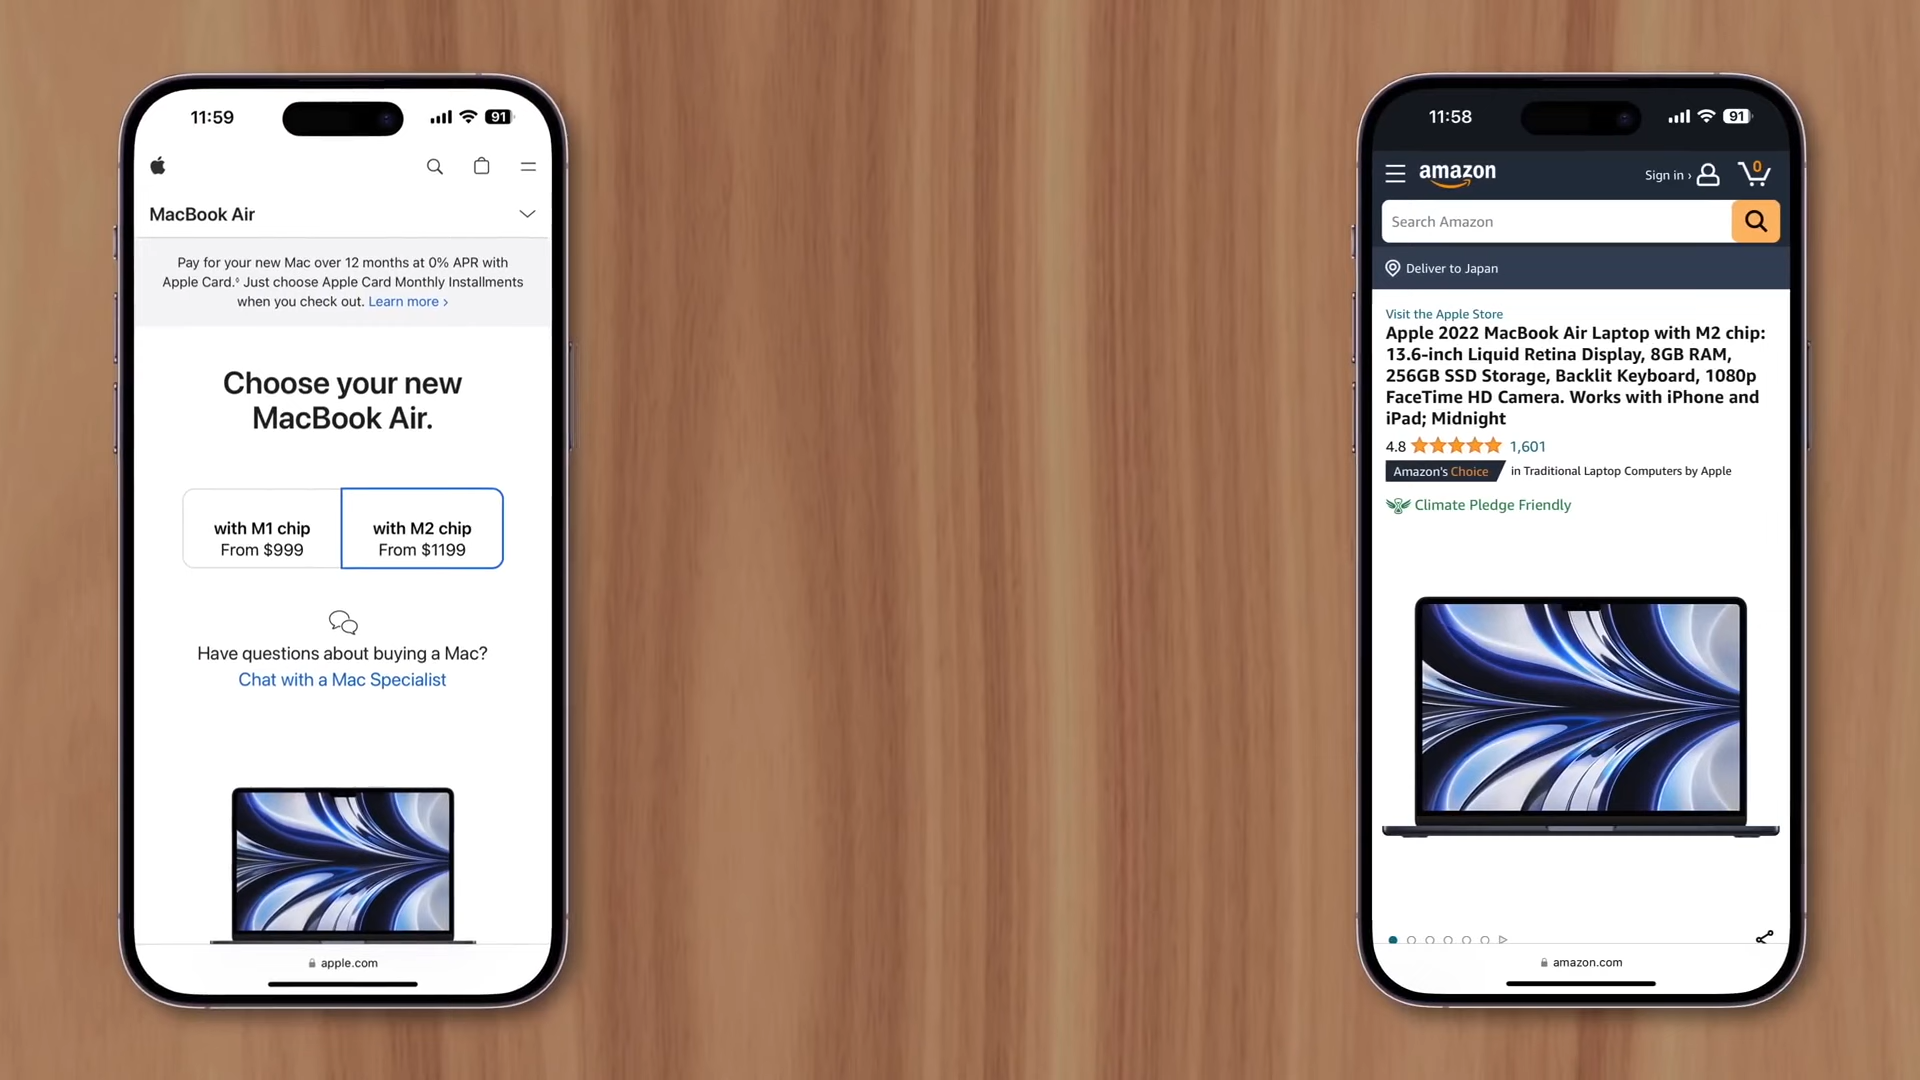 11:59
91
MacBook Air
Pay for your new Mac over 12 months at 0% APR with
Apple Card.◊ Just choose Apple Card Monthly Installments
when you check out. Learn more >
Choose your new
MacBook Air.
with M1 chip
From $999
with M2 chip
From $1199
Have questions about buying a Mac?
Chat with a Mac Specialist
apple.com
11:58
91
amazon
Sign in ›
0
Search Amazon
Deliver to Japan
Visit the Apple Store
Apple 2022 MacBook Air Laptop with M2 chip:
13.6-inch Liquid Retina Display, 8GB RAM,
256GB SSD Storage, Backlit Keyboard, 1080p
FaceTime HD Camera. Works with iPhone and
iPad; Midnight
4.8 1,601
Amazon's Choice in Traditional Laptop Computers by Apple
Climate Pledge Friendly
amazon.com